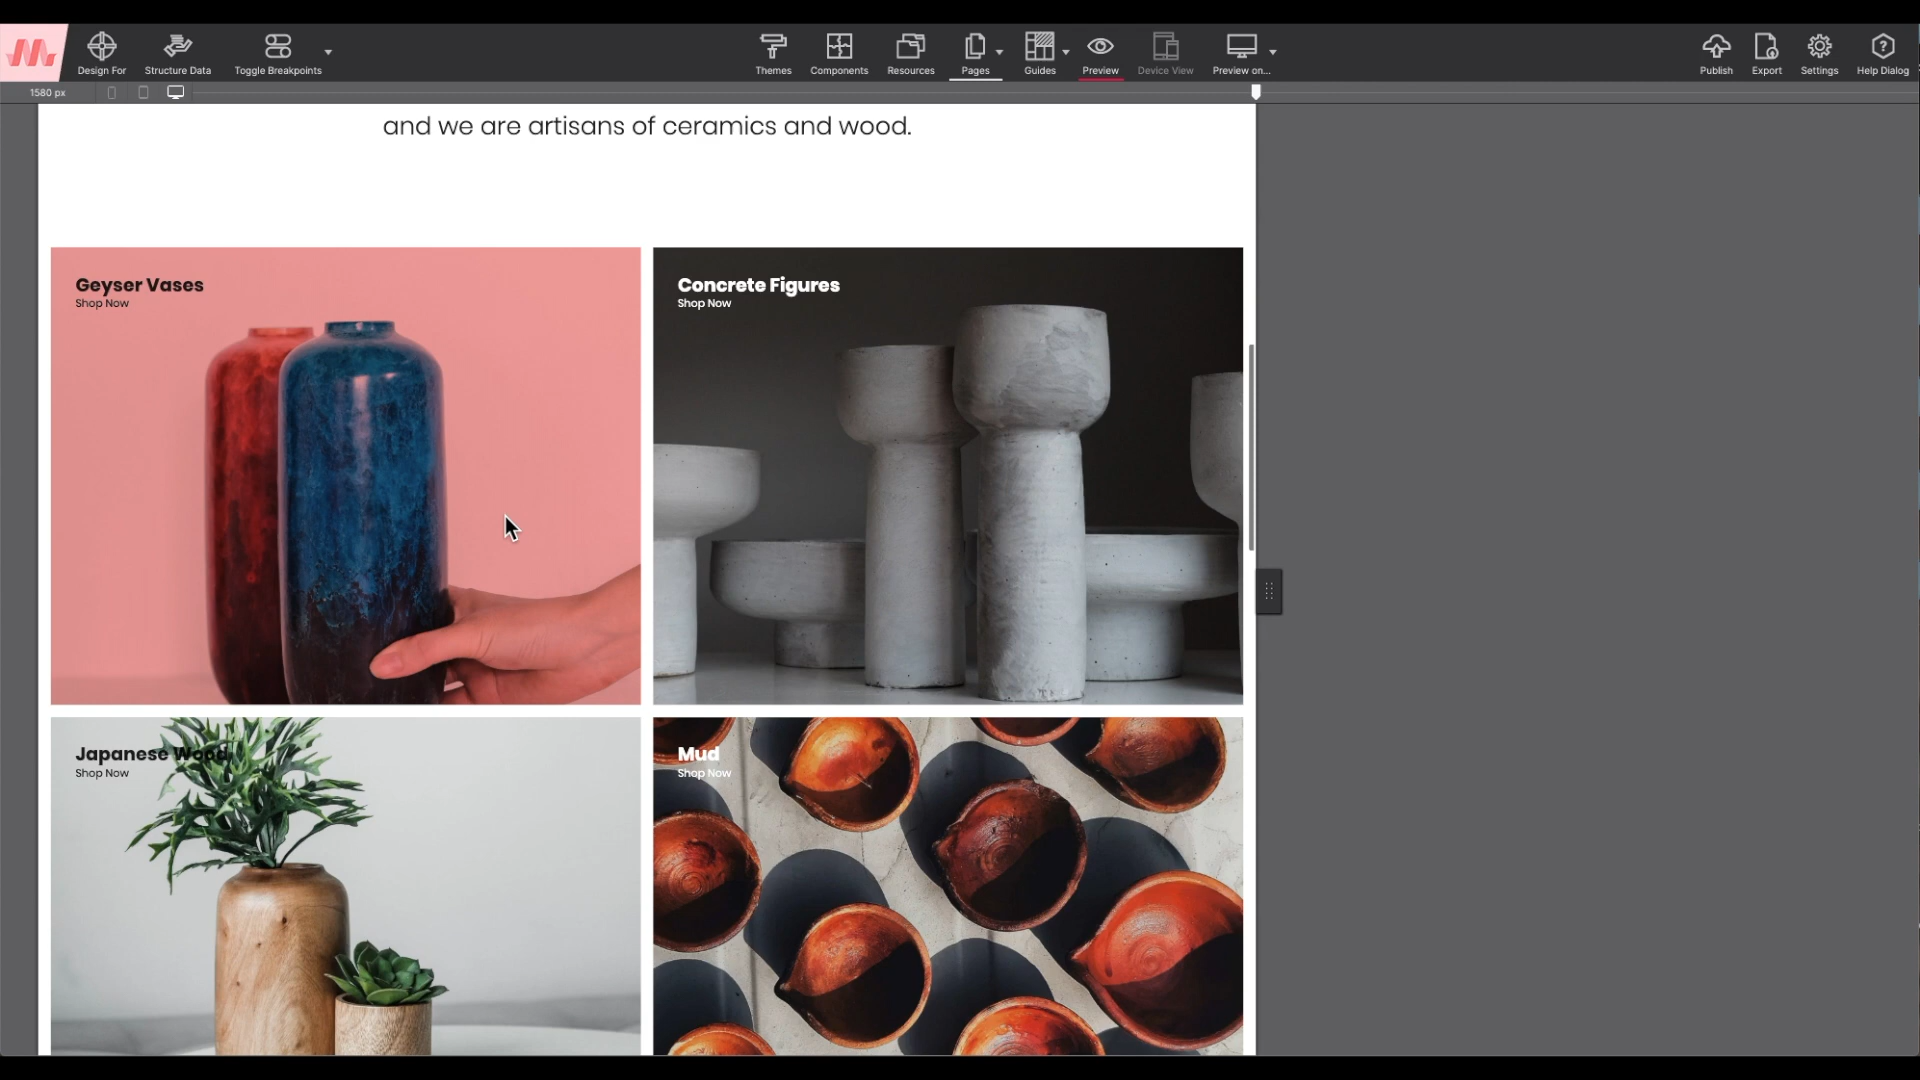 Design For
Structure Data
Toggle Breakpoints
Themes
Components
Resources
Pages
Guides
Preview
Device View
Preview on...
Publish
Export
Settings
Help Dialog
1580 px
and we are artisans of ceramics and wood.
Geyser Vases
Shop Now
Concrete Figures
Shop Now
Japanese Wood
Shop Now
Mud
Shop Now